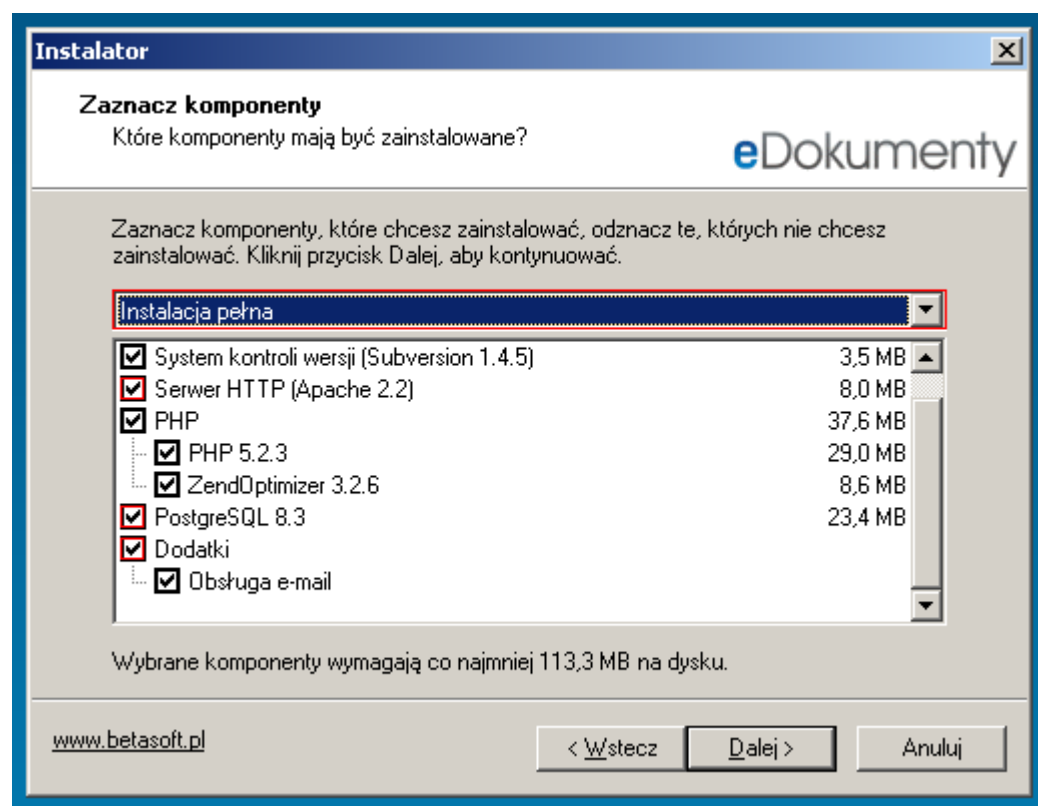 Instalator
Zaznacz komponenty
Które komponenty mają być zainstalowane?
eDokumenty
Zaznacz komponenty, które chcesz zainstalować, odznacz te, których nie chcesz
zainstalować. Kliknij przycisk Dalej, aby kontynuować.
Instalacja pełna
System kontroli wersji (Subversion 1.4.5) 3,5 MB
Serwer HTTP (Apache 2.2) 8,0 MB
PHP 37,6 MB
PHP 5.2.3 29,0 MB
ZendOptimizer 3.2.6 8,6 MB
PostgreSQL 8.3 23,4 MB
Dodatki
Obsługa e-mail
Wybrane komponenty wymagają co najmniej 113,3 MB na dysku.
www.betasoft.pl < Wstecz Dalej > Anuluj